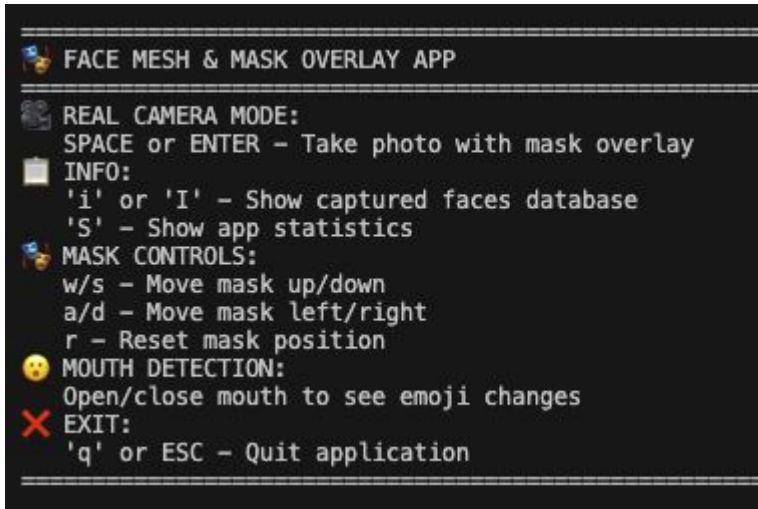 🎭 FACE MESH & MASK OVERLAY APP
🎥 REAL CAMERA MODE:
SPACE or ENTER – Take photo with mask overlay
📋 INFO:
'i' or 'I' – Show captured faces database
'S' – Show app statistics
🎭 MASK CONTROLS:
w/s – Move mask up/down
a/d – Move mask left/right
r – Reset mask position
😮 MOUTH DETECTION:
Open/close mouth to see emoji changes
❌ EXIT:
'q' or ESC – Quit application